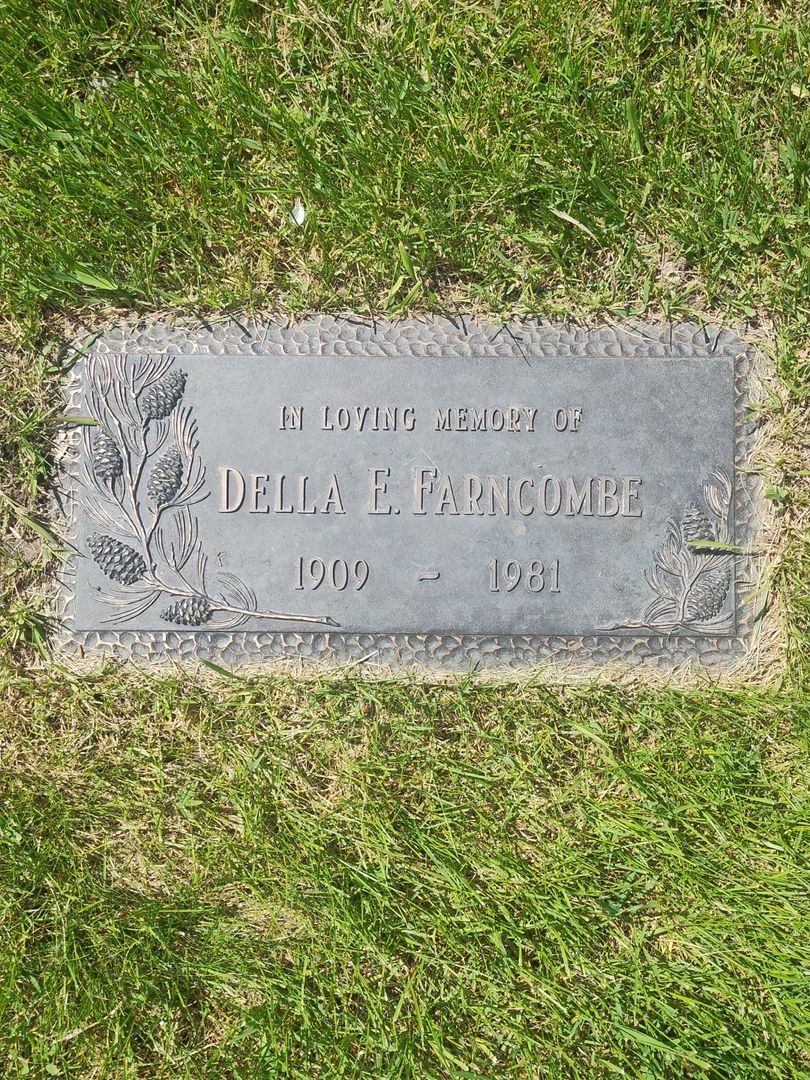 IN LOVING MEMORY OF
DELLA E. FARNCOMBE
1909 - 1981